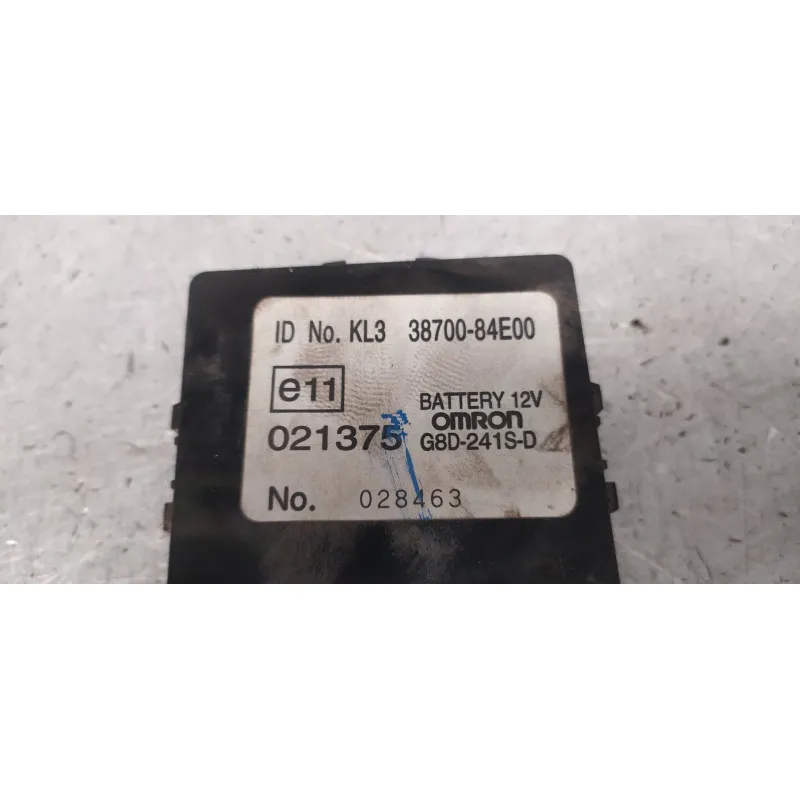 ID No. KL3 38700-84E00
e11
BATTERY 12V
OMRON
021375
G8D-241S-D
No. 028463